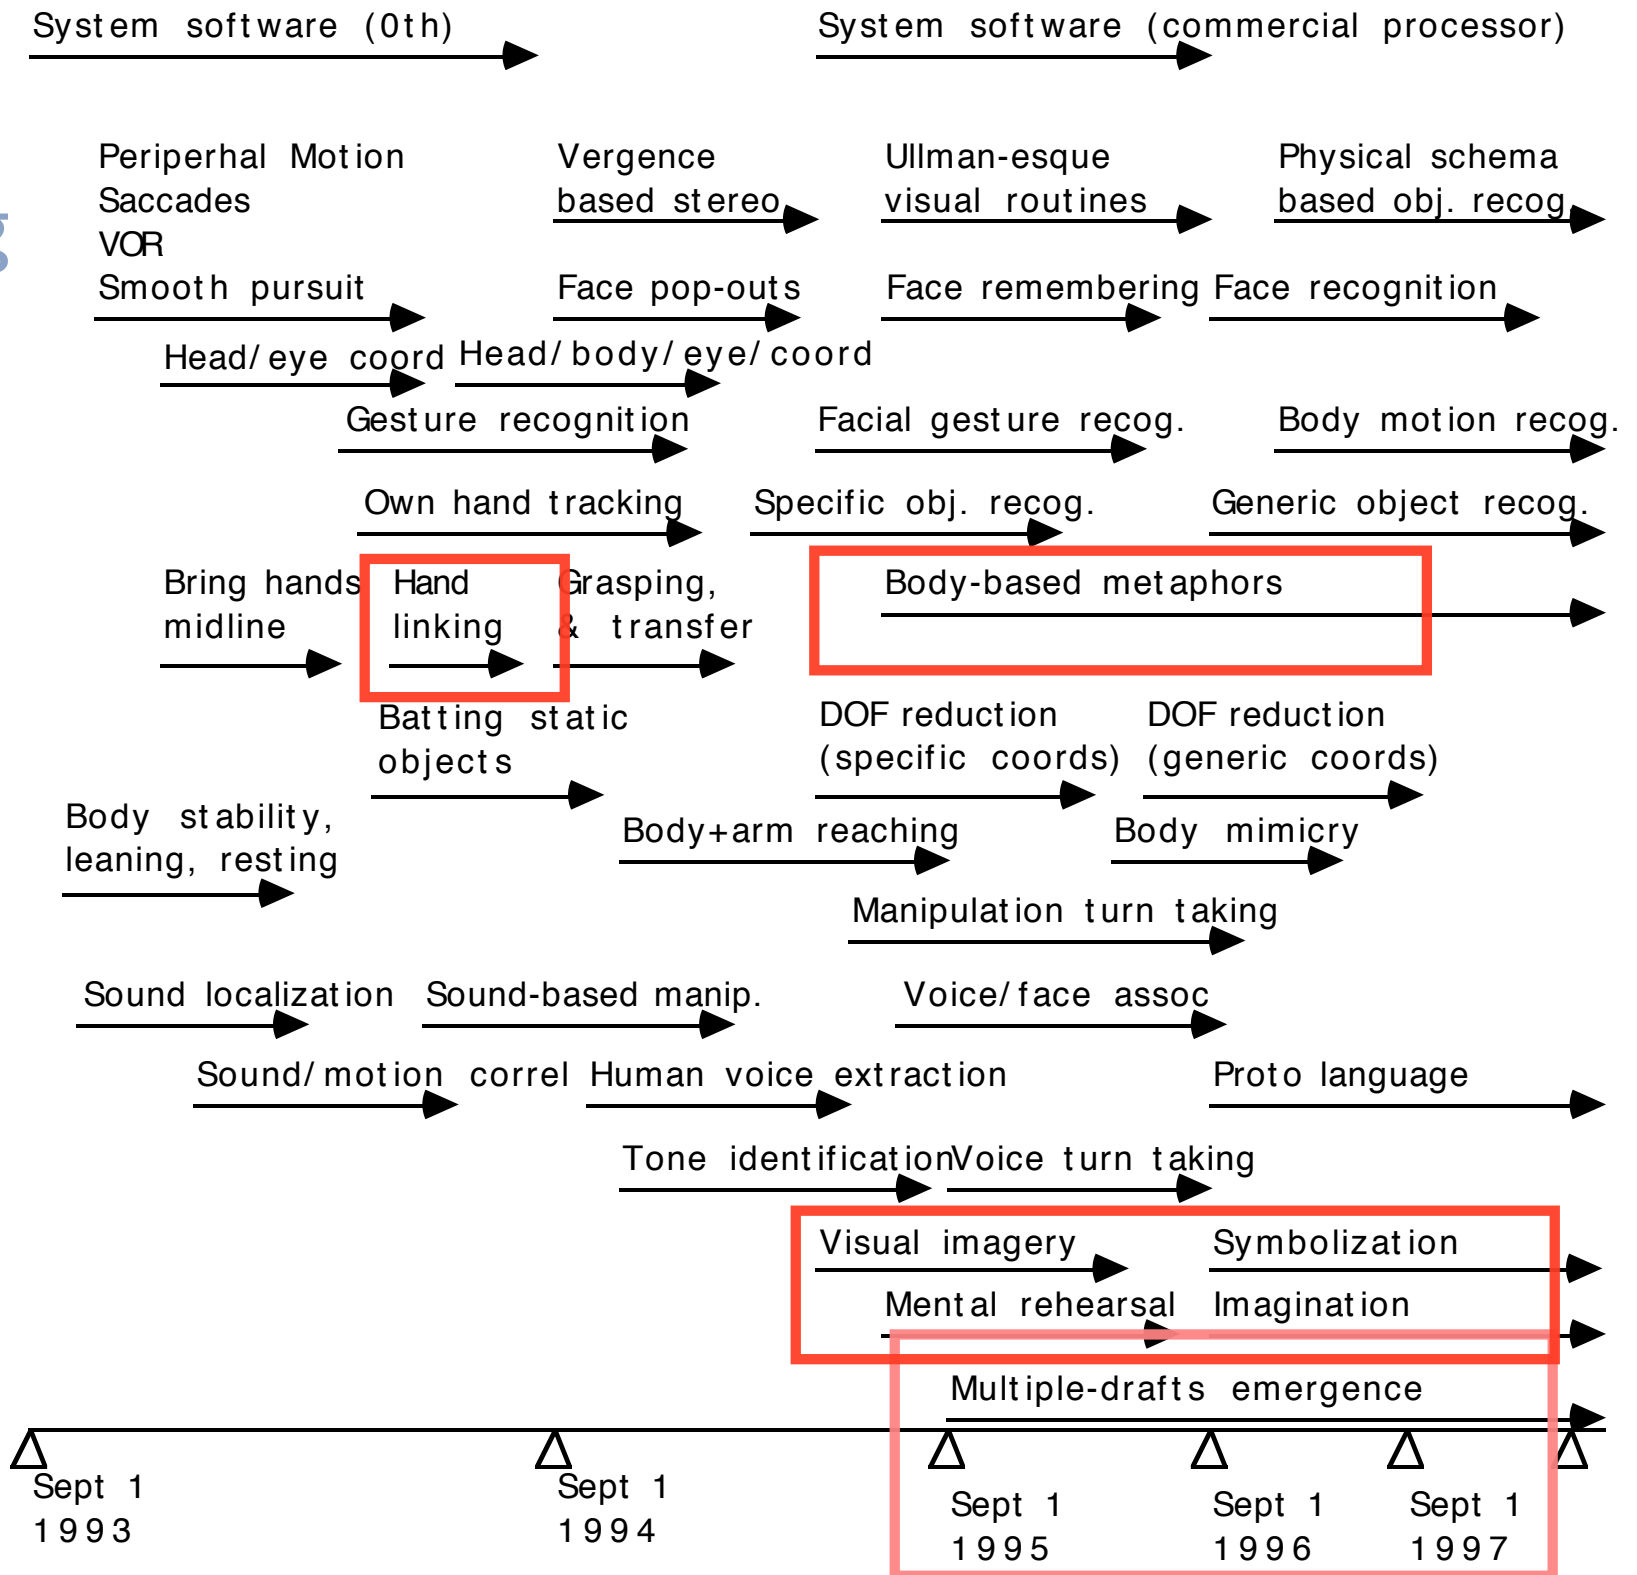 System software (0th)
System software (commercial processor)
Periperhal Motion
Saccades
VOR
Smooth pursuit
Vergence
based stereo
Ullman-esque
visual routines
Physical schema
based obj. recog.
Face pop-outs
Face remembering
Face recognition
Head/eye coord
Head/body/eye/coord
Gesture recognition
Facial gesture recog.
Body motion recog.
Own hand tracking
Specific obj. recog.
Generic object recog.
Bring hands
midline
Hand
linking
Grasping,
& transfer
Body-based metaphors
Batting static
objects
DOF reduction
(specific coords)
DOF reduction
(generic coords)
Body stability,
leaning, resting
Body+arm reaching
Body mimicry
Manipulation turn taking
Sound localization
Sound-based manip.
Voice/face assoc
Sound/motion correl
Human voice extraction
Proto language
Tone identification
Voice turn taking
Visual imagery
Symbolization
Mental rehearsal
Imagination
Multiple-drafts emergence
Sept 1
1993
Sept 1
1994
Sept 1
1995
Sept 1
1996
Sept 1
1997